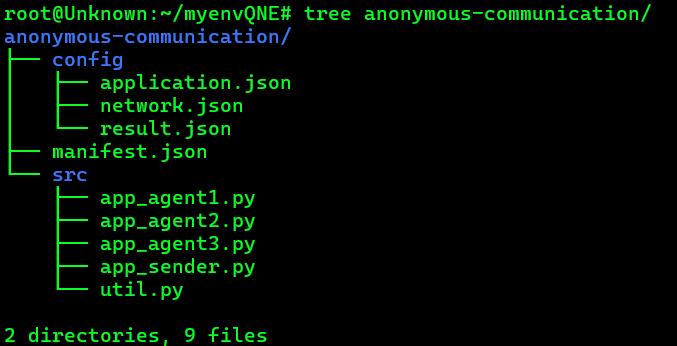 root@Unknown:~/myenvQNE# tree anonymous-communication/
anonymous-communication/
├── config
│   ├── application.json
│   ├── network.json
│   └── result.json
├── manifest.json
└── src
    ├── app_agent1.py
    ├── app_agent2.py
    ├── app_agent3.py
    ├── app_sender.py
    └── util.py

2 directories, 9 files